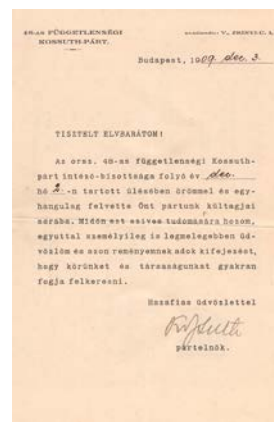 48-as FÜGGETLENSÉGI
KOSSUTH-PÁRT.
Budapest, 1909 dec. 3.
TISZTELT ELVBARÁTOM!
Az orsz. 48-as függetlenségi Kossuth-
párt intéző-bizottsága folyó év dec.
hó 2-n tartott ülésében örömmel és egy-
hangulag felvette Önt pártunk kültagjai
sorába. Midőn ezt szives tudomására hozom,
egyuttal személyileg is legmelegebben üd-
vözlöm és azon reményemnek adok kifejezést,
hogy körünket és társaságunkat gyakran
fogja felkeresni.
Hazafias üdvözlettel
pártelnök.